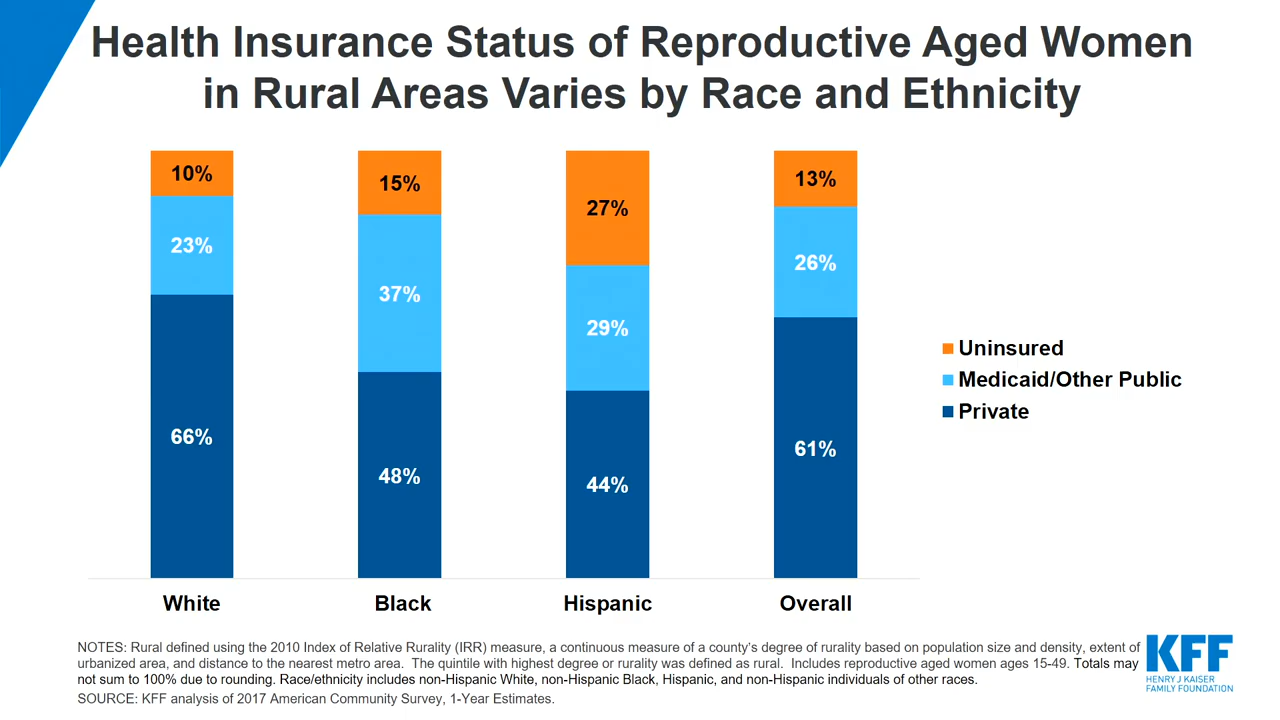 Health Insurance Status of Reproductive Aged Women
in Rural Areas Varies by Race and Ethnicity
10%
15%
27%
13%
23%
37%
29%
26%
66%
48%
44%
61%
Uninsured
Medicaid/Other Public
Private
White
Black
Hispanic
Overall
NOTES: Rural defined using the 2010 Index of Relative Rurality (IRR) measure, a continuous measure of a county's degree of rurality based on population size and density, extent of
urbanized area, and distance to the nearest metro area.  The quintile with highest degree or rurality was defined as rural.  Includes reproductive aged women ages 15-49. Totals may
not sum to 100% due to rounding. Race/ethnicity includes non-Hispanic White, non-Hispanic Black, Hispanic, and non-Hispanic individuals of other races.
SOURCE: KFF analysis of 2017 American Community Survey, 1-Year Estimates.
KFF
HENRY J KAISER
FAMILY FOUNDATION